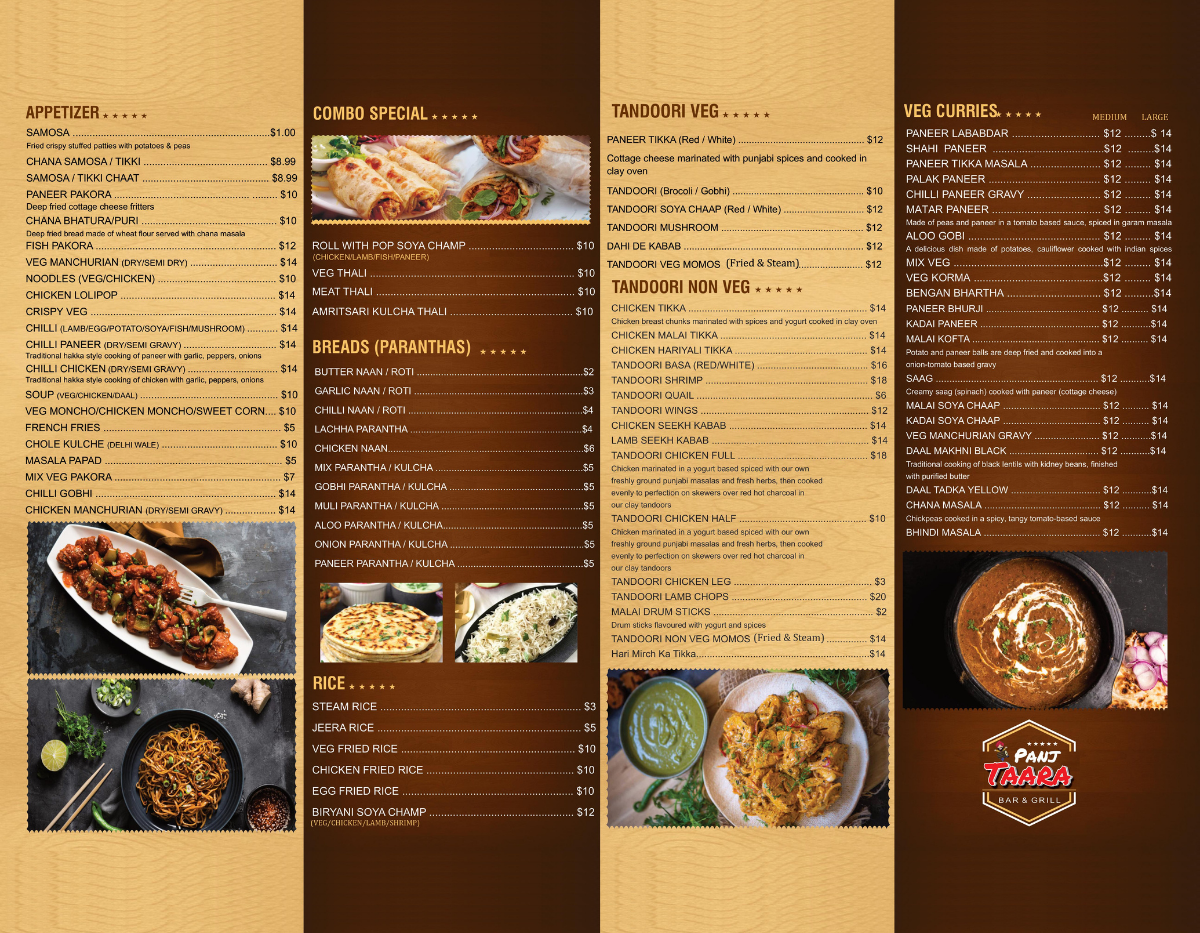 APPETIZER ★ ★ ★ ★ ★
SAMOSA ........ $1.00
Fried crispy stuffed patties with potatoes & peas
CHANA SAMOSA / TIKKI ........ $8.99
SAMOSA / TIKKI CHAAT ........ $8.99
PANEER PAKORA ........ $10
Deep fried cottage cheese fritters
CHANA BHATURA/PURI $10
Deep fried bread made of wheat flour served with chana masala
FISH PAKORA ........ $12
VEG MANCHURIAN (DRY/SEMI DRY) ........ $14
NOODLES (VEG/CHICKEN) ........ $10
CHICKEN LOLIPOP ........ $14
CRISPY VEG ........ $14
CHILLI (LAMB/EGG/POTATO/SOYA/FISH/MUSHROOM) ........ $14
CHILLI PANEER (DRY/SEMI GRAVY) ........ $14
Traditional hakka style cooking of paneer with garlic, peppers, onions
CHILLI CHICKEN (DRY/SEMI GRAVY) ........ $14
Traditional hakka style cooking of chicken with garlic, peppers, onions
SOUP (VEG/CHICKEN/DAAL) ........ $10
VEG MONCHO/CHICKEN MONCHO/SWEET CORN.... $10
FRENCH FRIES ........ $5
CHOLE KULCHE (DELHI WALE) ........ $10
MASALA PAPAD ........ $5
MIX VEG PAKORA ........ $7
CHILLI GOBHI ........ $14
CHICKEN MANCHURIAN (DRY/SEMI GRAVY) ........ $14
COMBO SPECIAL ★ ★ ★ ★ ★
ROLL WITH POP SOYA CHAMP ........ $10
(CHICKEN/LAMB/FISH/PANEER)
VEG THALI ........ $10
MEAT THALI ........ $10
AMRITSARI KULCHA THALI ........ $10
BREADS (PARANTHAS) ★ ★ ★ ★ ★
BUTTER NAAN / ROTI ........ $2
GARLIC NAAN / ROTI ........ $3
CHILLI NAAN / ROTI ........ $4
LACHHA PARANTHA ........ $4
CHICKEN NAAN ........ $6
MIX PARANTHA / KULCHA ........ $5
GOBHI PARANTHA / KULCHA ........ $5
MULI PARANTHA / KULCHA ........ $5
ALOO PARANTHA / KULCHA ........ $5
ONION PARANTHA / KULCHA ........ $5
PANEER PARANTHA / KULCHA ........ $5
RICE ★ ★ ★ ★ ★
STEAM RICE ........ $3
JEERA RICE ........ $5
VEG FRIED RICE ........ $10
CHICKEN FRIED RICE ........ $10
EGG FRIED RICE ........ $10
BIRYANI SOYA CHAMP ........ $12
(VEG/CHICKEN/LAMB/SHRIMP)
TANDOORI VEG ★ ★ ★ ★ ★
PANEER TIKKA (Red / White) ........ $12
Cottage cheese marinated with punjabi spices and cooked in
clay oven
TANDOORI (Brocoli / Gobhi) ........ $10
TANDOORI SOYA CHAAP (Red / White) ........ $12
TANDOORI MUSHROOM ........ $12
DAHI DE KABAB ........ $12
TANDOORI VEG MOMOS (Fried & Steam) ........ $12
TANDOORI NON VEG ★ ★ ★ ★ ★
CHICKEN TIKKA ........ $14
Chicken breast chunks marinnated with spices and yogurt cooked in clay oven
CHICKEN MALAI TIKKA ........ $14
CHICKEN HARIYALI TIKKA ........ $14
TANDOORI BASA (RED/WHITE) ........ $16
TANDOORI SHRIMP ........ $18
TANDOORI QUAIL ........ $6
TANDOORI WINGS ........ $12
CHICKEN SEEKH KABAB ........ $14
LAMB SEEKH KABAB ........ $14
TANDOORI CHICKEN FULL ........ $18
Chicken marinated in a yogurt based spiced with our own
freshly ground punjabi masalas and fresh herbs, then cooked
evenly to perfection on skewers over red hot charcoal in
our clay tandoors
TANDOORI CHICKEN HALF ........ $10
Chicken marinated in a yogurt based spiced with our own
freshly ground punjabi masalas and fresh herbs, then cooked
evenly to perfection on skewers over red hot charcoal in
our clay tandoors
TANDOORI CHICKEN LEG ........ $3
TANDOORI LAMB CHOPS ........ $20
MALAI DRUM STICKS ........ $2
Drum sticks flavoured with yogurt and spices
TANDOORI NON VEG MOMOS (Fried & Steam) ........ $14
Hari Mirch Ka Tikka ........ $14
VEG CURRIES ★ ★ ★ ★ ★ MEDIUM LARGE
PANEER LABABDAR ........ $12 ........ $ 14
SHAHI PANEER ........ $12 ........ $ 14
PANEER TIKKA MASALA ........ $12 ........ $ 14
PALAK PANEER ........ $12 ........ $ 14
CHILLI PANEER GRAVY ........ $12 ........ $ 14
MATAR PANEER ........ $12 ........ $ 14
Made of peas and paneer in a tomato based sauce, spiced in garam masala
ALOO GOBI ........ $12 ........ $ 14
A delicious dish made of potatoes, cauliflower cooked with indian spices
MIX VEG ........ $12 ........ $14
VEG KORMA ........ $12 ........ $14
BENGAN BHARTHA ........ $12 ........ $14
PANEER BHURJI ........ $12 ........ $14
KADAI PANEER ........ $12 ........ $14
MALAI KOFTA ........ $12 ........ $14
Potato and paneer balls are deep fried and cooked into a
onion-tomato based gravy
SAAG ........ $12 ........ $14
Creamy saag (spinach) cooked with paneer (cottage cheese)
MALAI SOYA CHAAP ........ $12 ........ $14
KADAI SOYA CHAAP ........ $12 ........ $14
VEG MANCHURIAN GRAVY ........ $12 ........ $14
DAAL MAKHNI BLACK ........ $12 ........ $14
Traditional cooking of black lentils with kidney beans, finished
with purified butter
DAAL TADKA YELLOW ........ $12 ........ $14
CHANA MASALA ........ $12 ........ $14
Chickpeas cooked in a spicy, tangy tomato-based sauce
BHINDI MASALA ........ $12 ........ $14
★★★★★
PANJ
TAARA
BAR & GRILL